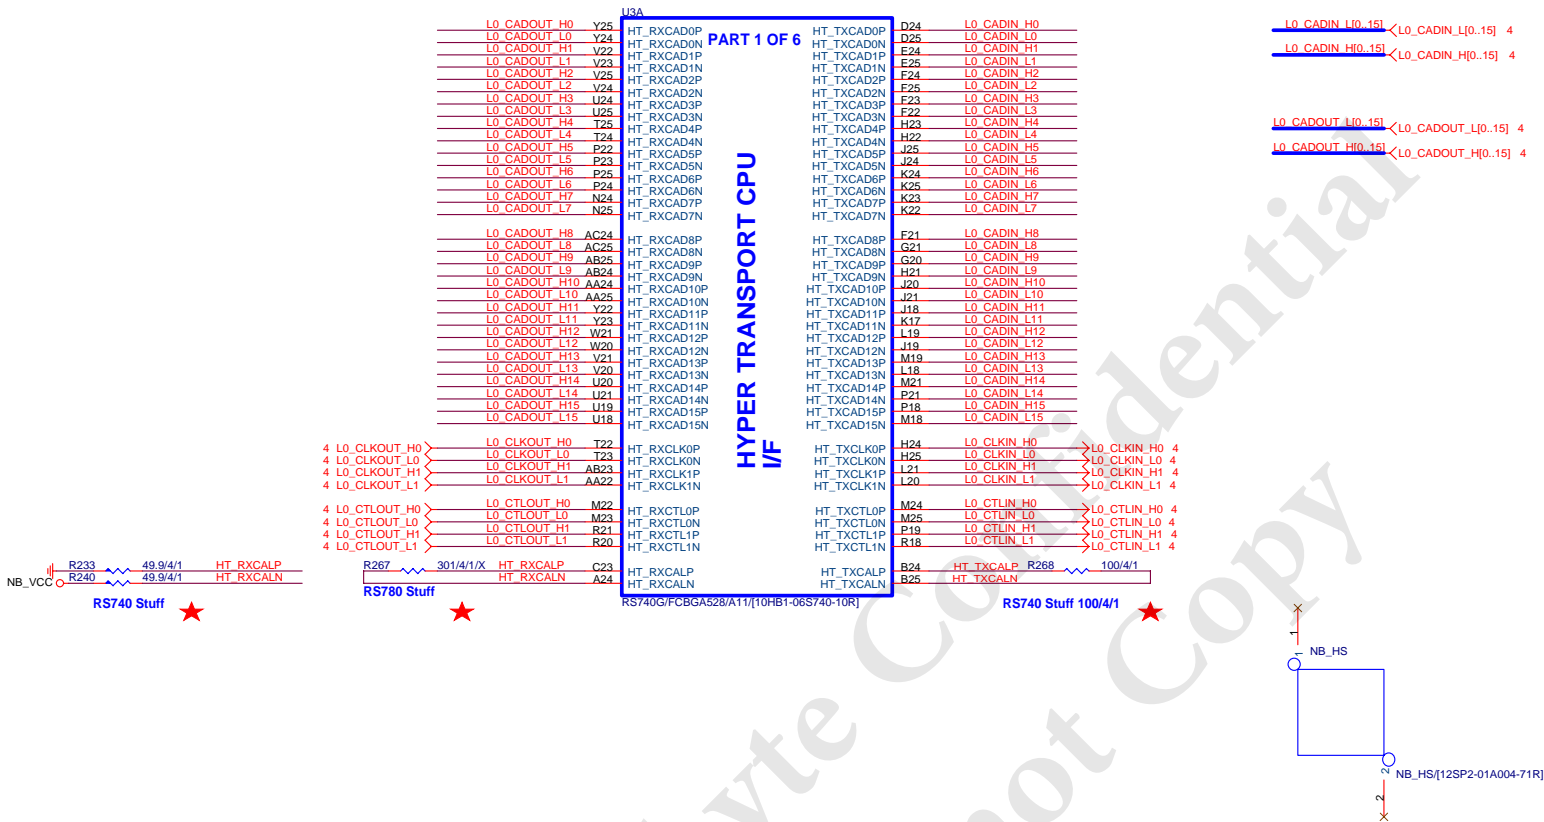 U3A
L0_CADOUT_H0 Y25 HT_RXCAD0P PART 1 OF 6 HT_TXCAD0P D24 L0_CADIN_H0 L0_CADIN_L[0..15] L0_CADIN_L[0..15] 4
L0_CADOUT_L0 Y24 HT_RXCAD0N HT_TXCAD0N D25 L0_CADIN_L0
L0_CADOUT_H1 V22 HT_RXCAD1P HT_TXCAD1P E24 L0_CADIN_H1 L0_CADIN_H[0..15] L0_CADIN_H[0..15] 4
L0_CADOUT_L1 V23 HT_RXCAD1N HT_TXCAD1N E25 L0_CADIN_L1
L0_CADOUT_H2 V25 HT_RXCAD2P HT_TXCAD2P F24 L0_CADIN_H2
L0_CADOUT_L2 V24 HT_RXCAD2N HT_TXCAD2N F25 L0_CADIN_L2
L0_CADOUT_H3 U24 HT_RXCAD3P HT_TXCAD3P F23 L0_CADIN_H3
L0_CADOUT_L3 U25 HT_RXCAD3N HT_TXCAD3N F22 L0_CADIN_L3
L0_CADOUT_H4 T25 HT_RXCAD4P HT_TXCAD4P H23 L0_CADIN_H4 L0_CADOUT_L[0..15] L0_CADOUT_L[0..15] 4
L0_CADOUT_L4 T24 HT_RXCAD4N HT_TXCAD4N H22 L0_CADIN_L4
L0_CADOUT_H5 P22 HT_RXCAD5P HT_TXCAD5P J25 L0_CADIN_H5 L0_CADOUT_H[0..15] L0_CADOUT_H[0..15] 4
L0_CADOUT_L5 P23 HT_RXCAD5N HT_TXCAD5N J24 L0_CADIN_L5
L0_CADOUT_H6 P25 HT_RXCAD6P HT_TXCAD6P K24 L0_CADIN_H6
L0_CADOUT_L6 P24 HT_RXCAD6N HT_TXCAD6N K25 L0_CADIN_L6
L0_CADOUT_H7 N24 HT_RXCAD7P HT_TXCAD7P K23 L0_CADIN_H7
L0_CADOUT_L7 N25 HT_RXCAD7N HT_TXCAD7N K22 L0_CADIN_L7
L0_CADOUT_H8 AC24 HT_RXCAD8P HT_TXCAD8P F21 L0_CADIN_H8
L0_CADOUT_L8 AC25 HT_RXCAD8N HT_TXCAD8N G21 L0_CADIN_L8
L0_CADOUT_H9 AB25 HT_RXCAD9P HT_TXCAD9P G20 L0_CADIN_H9
L0_CADOUT_L9 AB24 HT_RXCAD9N HT_TXCAD9N H21 L0_CADIN_L9
L0_CADOUT_H10 AA24 HT_RXCAD10P HT_TXCAD10P J20 L0_CADIN_H10
L0_CADOUT_L10 AA25 HT_RXCAD10N HT_TXCAD10N J21 L0_CADIN_L10
L0_CADOUT_H11 Y22 HT_RXCAD11P HT_TXCAD11P J18 L0_CADIN_H11
L0_CADOUT_L11 Y23 HT_RXCAD11N HT_TXCAD11N K17 L0_CADIN_L11
L0_CADOUT_H12 W21 HT_RXCAD12P HT_TXCAD12P L19 L0_CADIN_H12
L0_CADOUT_L12 W20 HT_RXCAD12N HT_TXCAD12N J19 L0_CADIN_L12
L0_CADOUT_H13 V21 HT_RXCAD13P HT_TXCAD13P M19 L0_CADIN_H13
L0_CADOUT_L13 V20 HT_RXCAD13N HT_TXCAD13N L18 L0_CADIN_L13
L0_CADOUT_H14 U20 HT_RXCAD14P HT_TXCAD14P M21 L0_CADIN_H14
L0_CADOUT_L14 U21 HT_RXCAD14N HT_TXCAD14N P21 L0_CADIN_L14
L0_CADOUT_H15 U19 HT_RXCAD15P HT_TXCAD15P P18 L0_CADIN_H15
L0_CADOUT_L15 U18 HT_RXCAD15N HT_TXCAD15N M18 L0_CADIN_L15
HYPER TRANSPORT CPU
I/F
4 L0_CLKOUT_H0 L0_CLKOUT_H0 T22 HT_RXCLK0P HT_TXCLK0P H24 L0_CLKIN_H0 L0_CLKIN_H0 4
4 L0_CLKOUT_L0 L0_CLKOUT_L0 T23 HT_RXCLK0N HT_TXCLK0N H25 L0_CLKIN_L0 L0_CLKIN_L0 4
4 L0_CLKOUT_H1 L0_CLKOUT_H1 AB23 HT_RXCLK1P HT_TXCLK1P L21 L0_CLKIN_H1 L0_CLKIN_H1 4
4 L0_CLKOUT_L1 L0_CLKOUT_L1 AA22 HT_RXCLK1N HT_TXCLK1N L20 L0_CLKIN_L1 L0_CLKIN_L1 4
4 L0_CTLOUT_H0 L0_CTLOUT_H0 M22 HT_RXCTL0P HT_TXCTL0P M24 L0_CTLIN_H0 L0_CTLIN_H0 4
4 L0_CTLOUT_L0 L0_CTLOUT_L0 M23 HT_RXCTL0N HT_TXCTL0N M25 L0_CTLIN_L0 L0_CTLIN_L0 4
4 L0_CTLOUT_H1 L0_CTLOUT_H1 R21 HT_RXCTL1P HT_TXCTL1P P19 L0_CTLIN_H1 L0_CTLIN_H1 4
4 L0_CTLOUT_L1 L0_CTLOUT_L1 R20 HT_RXCTL1N HT_TXCTL1N R18 L0_CTLIN_L1 L0_CTLIN_L1 4
R233 49.9/4/1 HT_RXCALP R267 301/4/1/X HT_RXCALP C23 HT_RXCALP HT_TXCALP B24 HT_TXCALP R268 100/4/1
NB_VCC R240 49.9/4/1 HT_RXCALN HT_RXCALN A24 HT_RXCALN HT_TXCALN B25 HT_TXCALN
RS740 Stuff RS780 Stuff RS740G/FCBGA528/A11/[10HB1-06S740-10R] RS740 Stuff 100/4/1
1
1 NB_HS
2 NB_HS/[12SP2-01A004-71R]
2
yte Confidential
not Copy